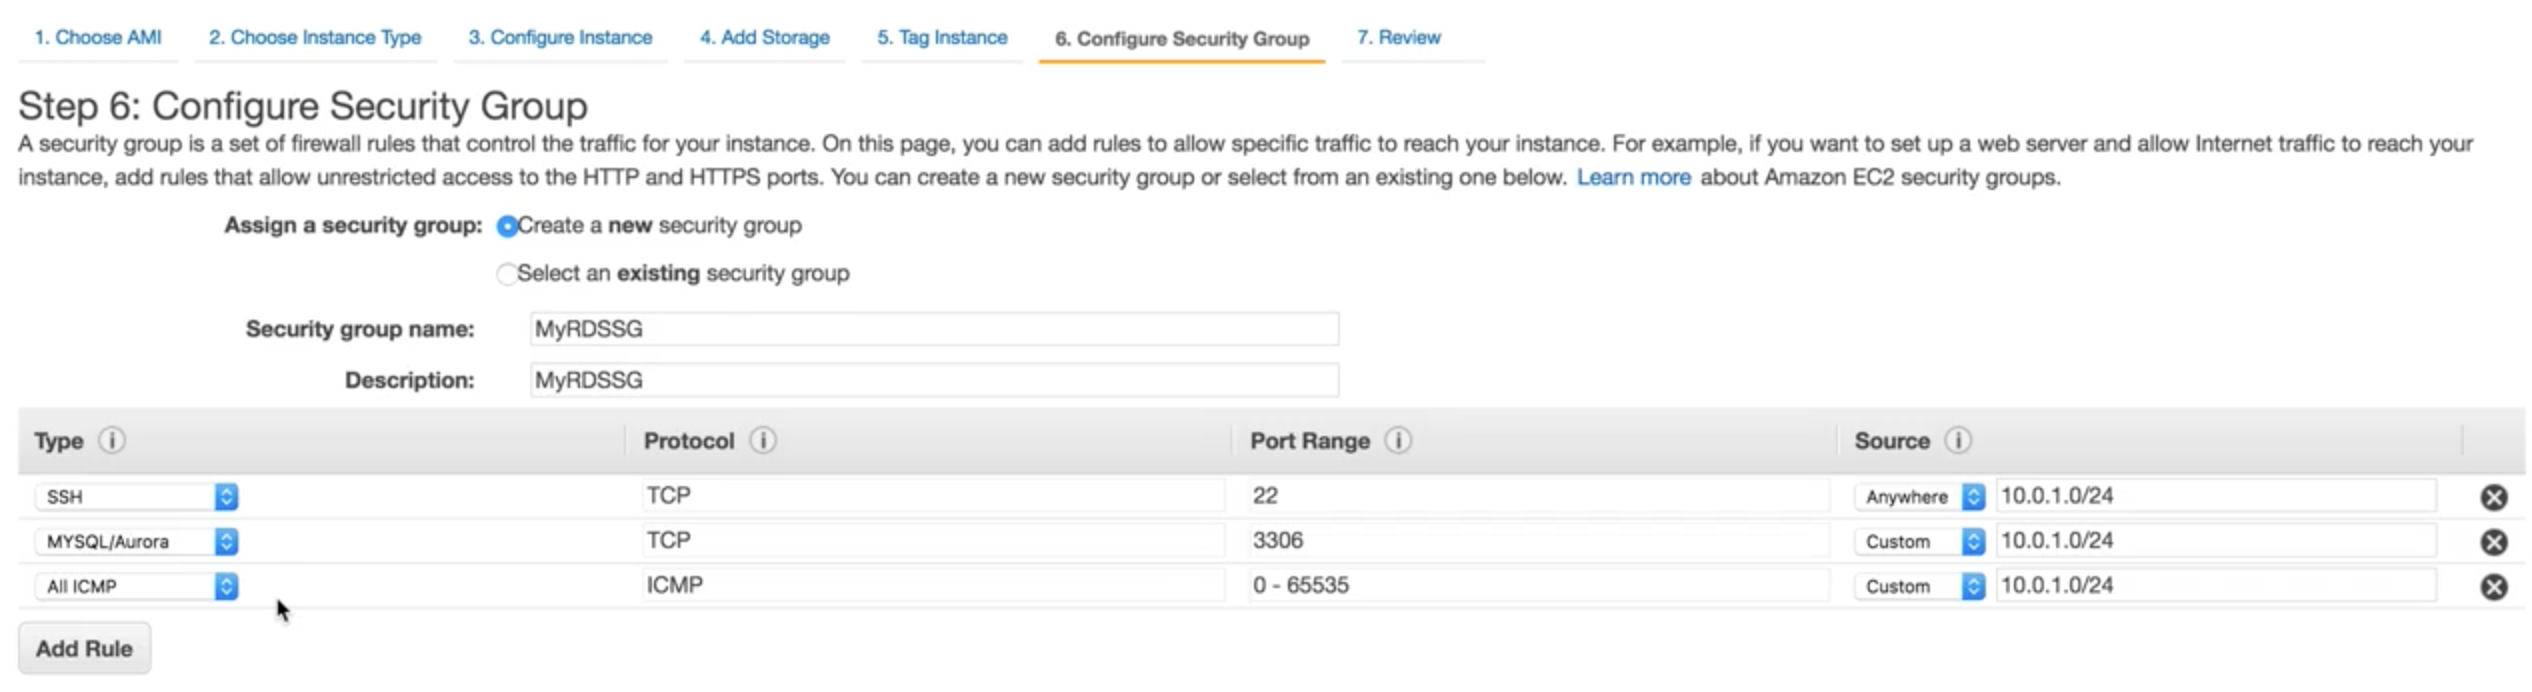 1. Choose AMI 2. Choose Instance Type 3. Configure Instance 4. Add Storage 5. Tag Instance 6. Configure Security Group 7. Review
Step 6: Configure Security Group
A security group is a set of firewall rules that control the traffic for your instance. On this page, you can add rules to allow specific traffic to reach your instance. For example, if you want to set up a web server and allow Internet traffic to reach your
instance, add rules that allow unrestricted access to the HTTP and HTTPS ports. You can create a new security group or select from an existing one below. Learn more about Amazon EC2 security groups.
Assign a security group: Create a new security group
Select an existing security group
Security group name: MyRDSSG
Description: MyRDSSG
Type i Protocol i Port Range i Source i
SSH TCP 22 Anywhere 10.0.1.0/24
MYSQL/Aurora TCP 3306 Custom 10.0.1.0/24
All ICMP ICMP 0 - 65535 Custom 10.0.1.0/24
Add Rule